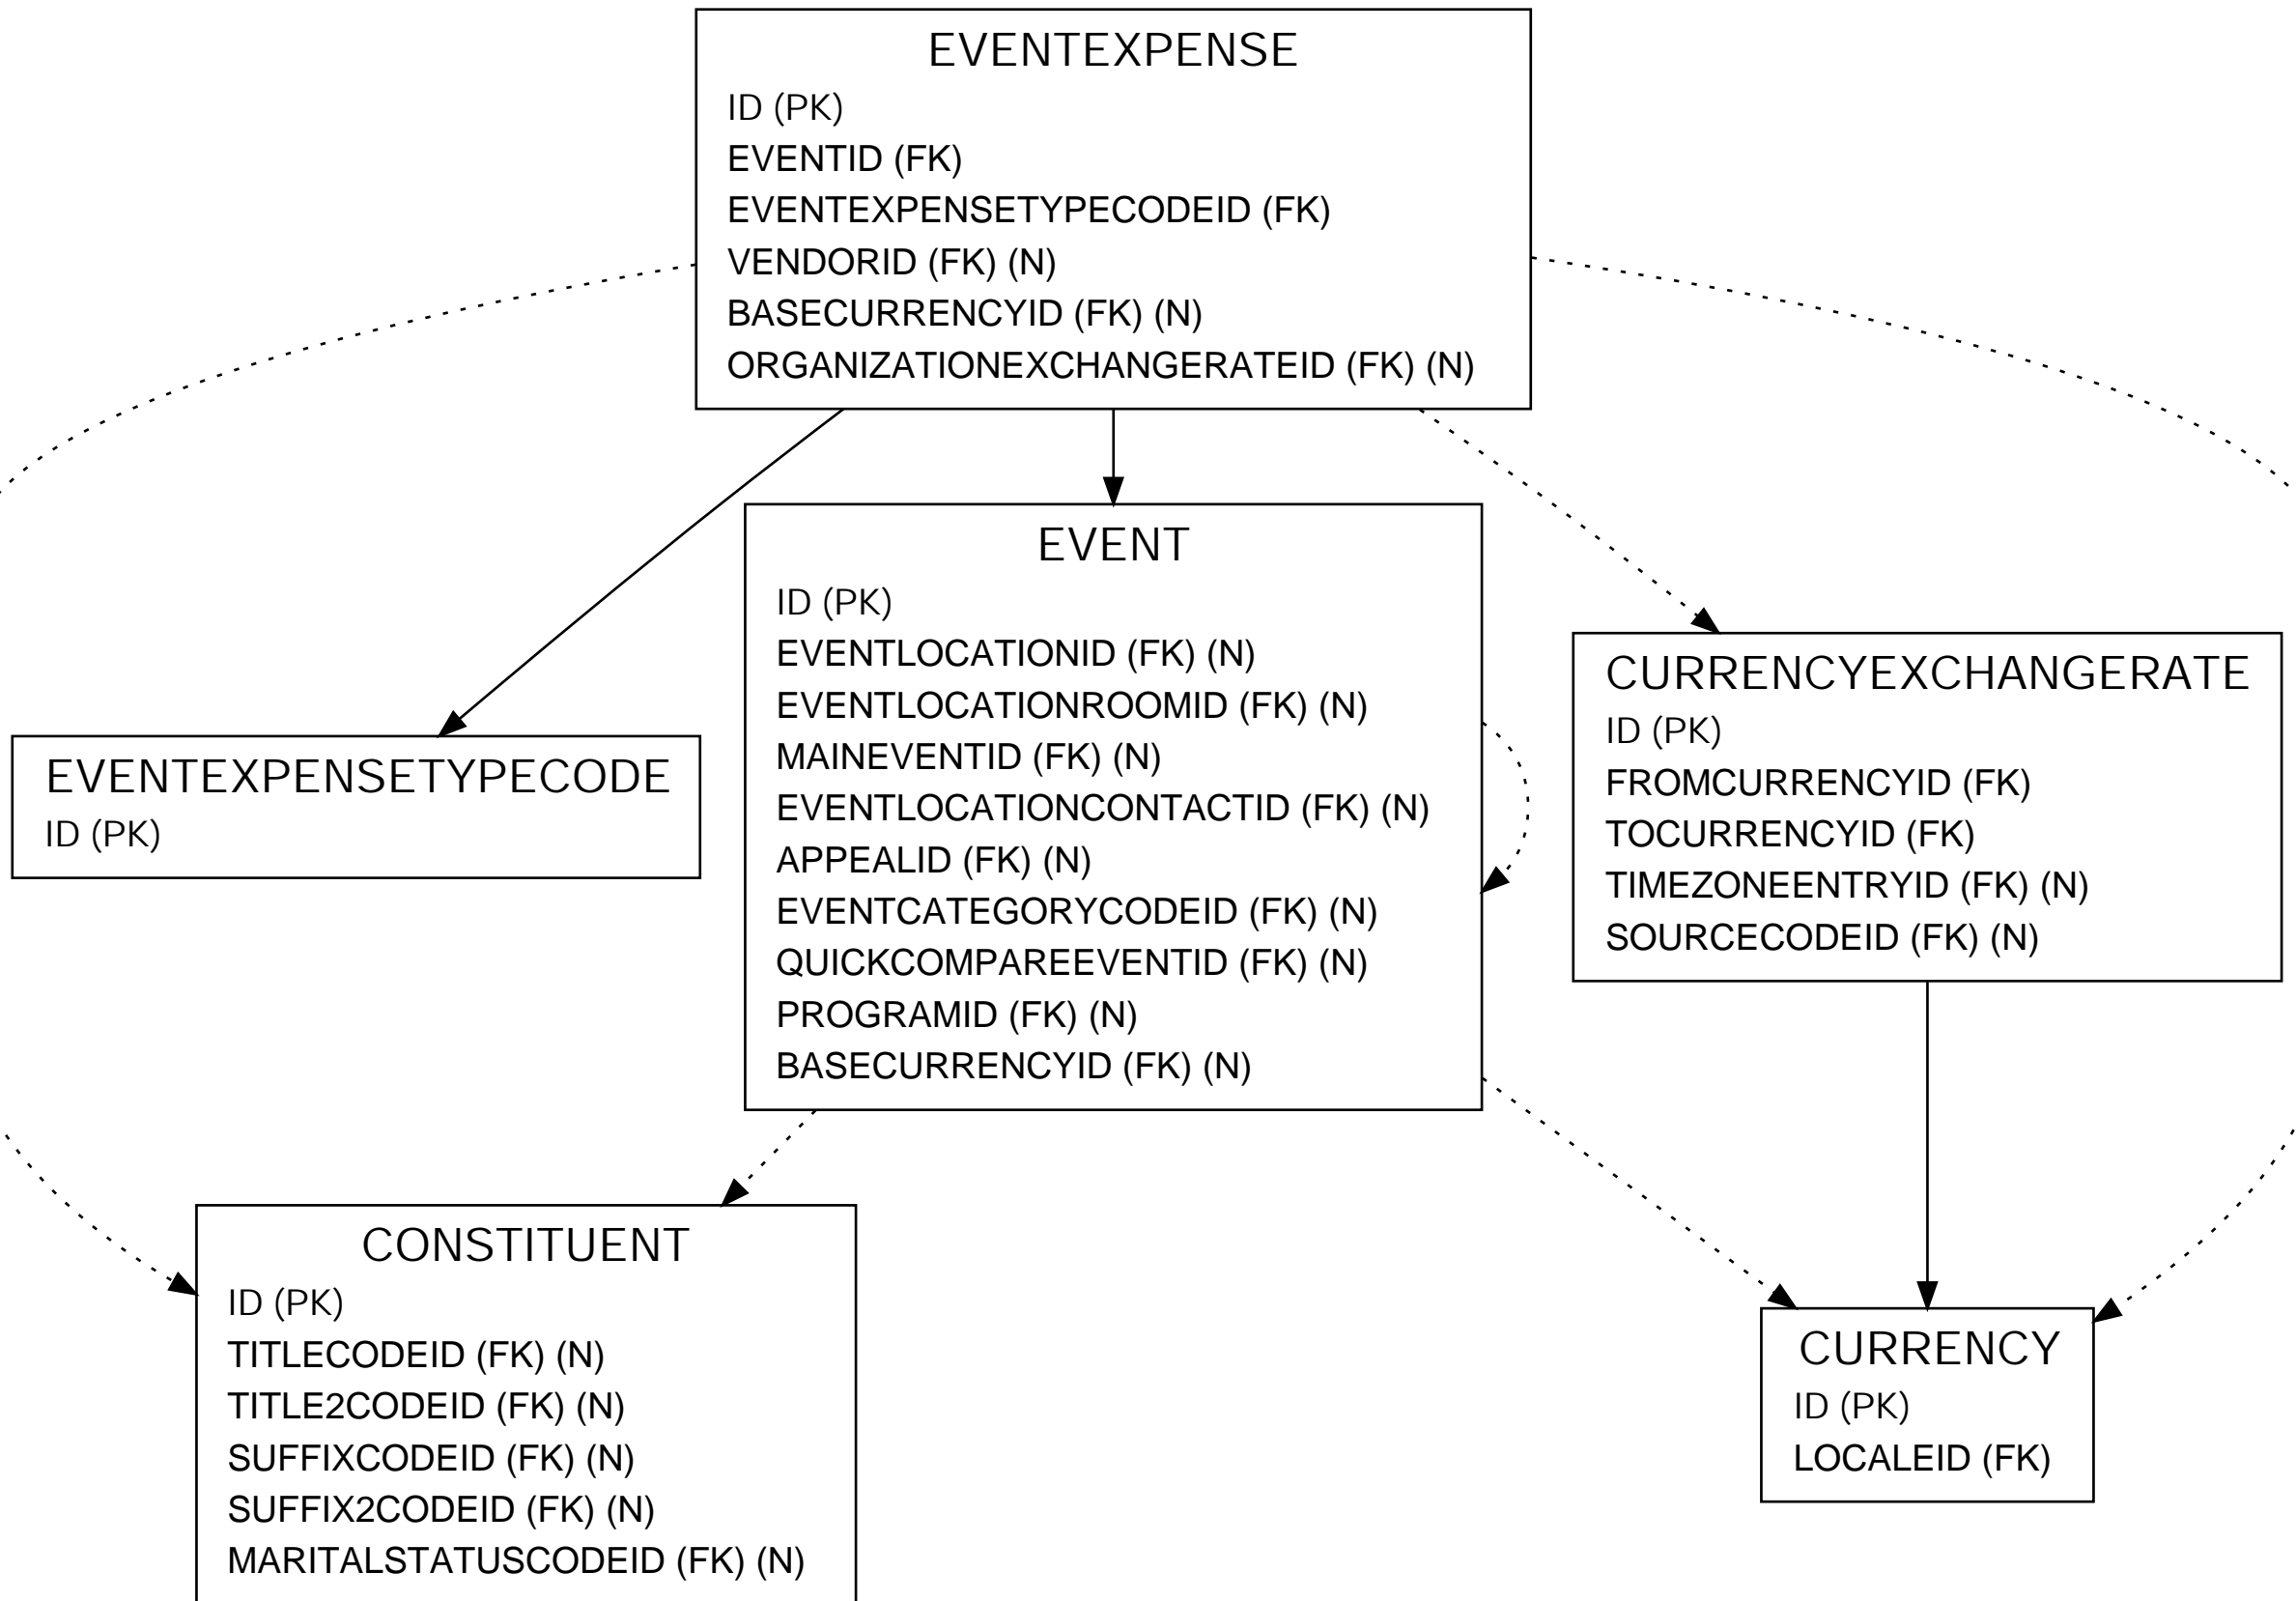 EVENTEXPENSE
ID (PK)
EVENTID (FK)
EVENTEXPENSETYPECODEID (FK)
VENDORID (FK) (N)
BASECURRENCYID (FK) (N)
ORGANIZATIONEXCHANGERATEID (FK) (N)
EVENT
ID (PK)
EVENTLOCATIONID (FK) (N)
EVENTLOCATIONROOMID (FK) (N)
MAINEVENTID (FK) (N)
EVENTLOCATIONCONTACTID (FK) (N)
APPEALID (FK) (N)
EVENTCATEGORYCODEID (FK) (N)
QUICKCOMPAREEVENTID (FK) (N)
PROGRAMID (FK) (N)
BASECURRENCYID (FK) (N)
CURRENCYEXCHANGERATE
ID (PK)
FROMCURRENCYID (FK)
TOCURRENCYID (FK)
TIMEZONEENTRYID (FK) (N)
SOURCECODEID (FK) (N)
EVENTEXPENSETYPECODE
ID (PK)
CONSTITUENT
ID (PK)
TITLECODEID (FK) (N)
TITLE2CODEID (FK) (N)
SUFFIXCODEID (FK) (N)
SUFFIX2CODEID (FK) (N)
MARITALSTATUSCODEID (FK) (N)
CURRENCY
ID (PK)
LOCALEID (FK)